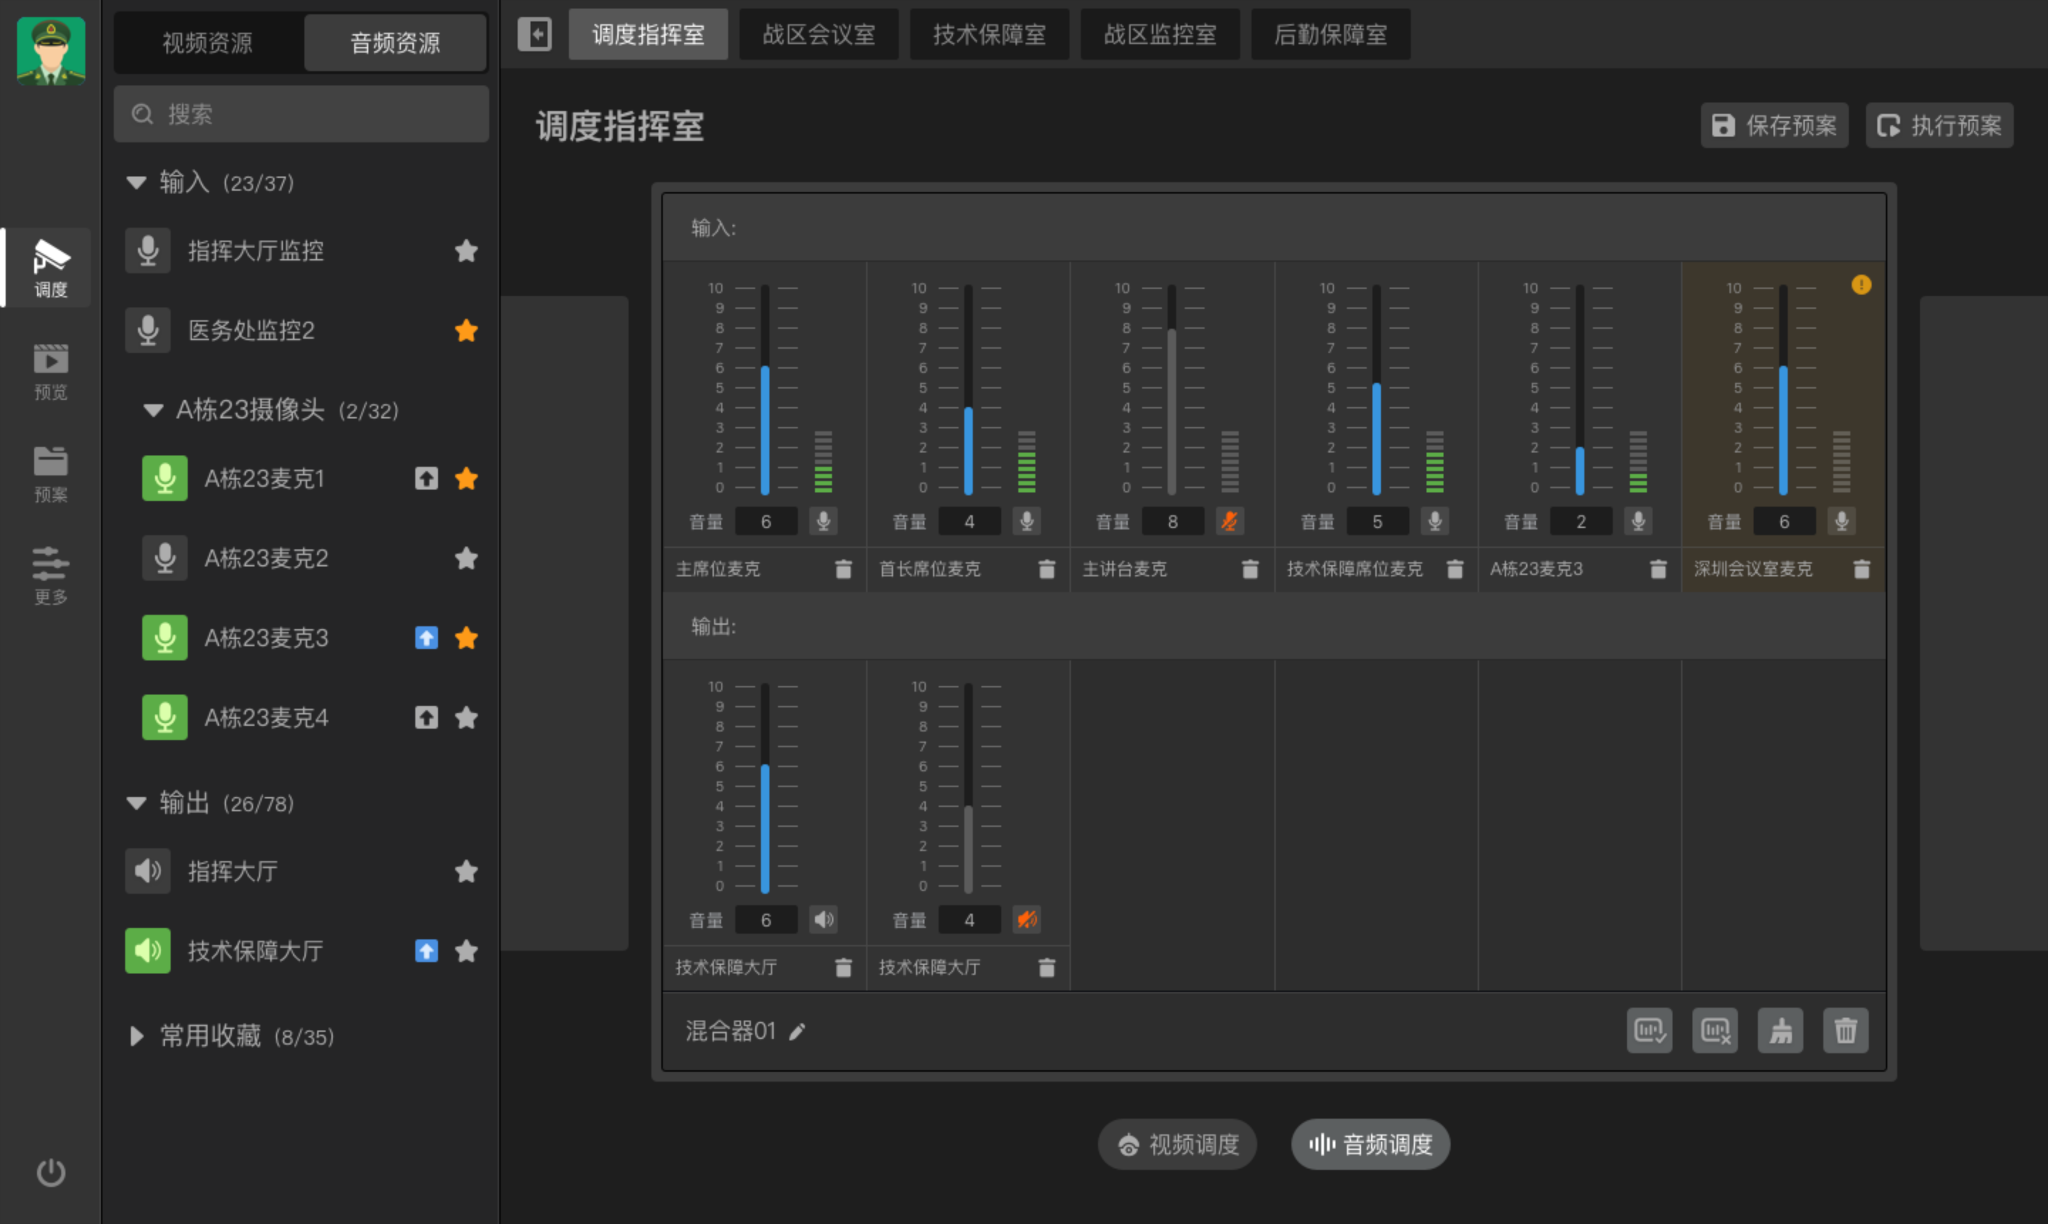 视频资源
音频资源
搜索
输入 (23/37)
指挥大厅监控
医务处监控2
A栋23摄像头 (2/32)
A栋23麦克1
A栋23麦克2
A栋23麦克3
A栋23麦克4
输出 (26/78)
指挥大厅
技术保障大厅
常用收藏 (8/35)
调度
预览
预案
更多
调度指挥室
战区会议室
技术保障室
战区监控室
后勤保障室
调度指挥室
保存预案
执行预案
输入:
10
9
8
7
6
5
4
3
2
1
0
音量 6
主席位麦克
10
9
8
7
6
5
4
3
2
1
0
音量 4
首长席位麦克
10
9
8
7
6
5
4
3
2
1
0
音量 8
主讲台麦克
10
9
8
7
6
5
4
3
2
1
0
音量 5
技术保障席位麦克
10
9
8
7
6
5
4
3
2
1
0
音量 2
A栋23麦克3
10
9
8
7
6
5
4
3
2
1
0
音量 6
深圳会议室麦克
输出:
10
9
8
7
6
5
4
3
2
1
0
音量 6
技术保障大厅
10
9
8
7
6
5
4
3
2
1
0
音量 4
技术保障大厅
混合器01
视频调度
音频调度